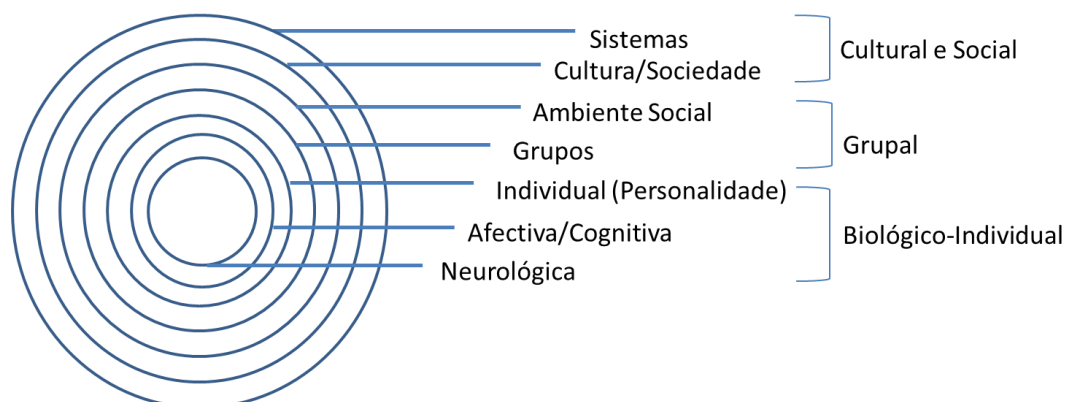 Sistemas
Cultura/Sociedade
Cultural e Social
Ambiente Social
Grupos
Grupal
Individual (Personalidade)
Afectiva/Cognitiva
Neurológica
Biológico-Individual